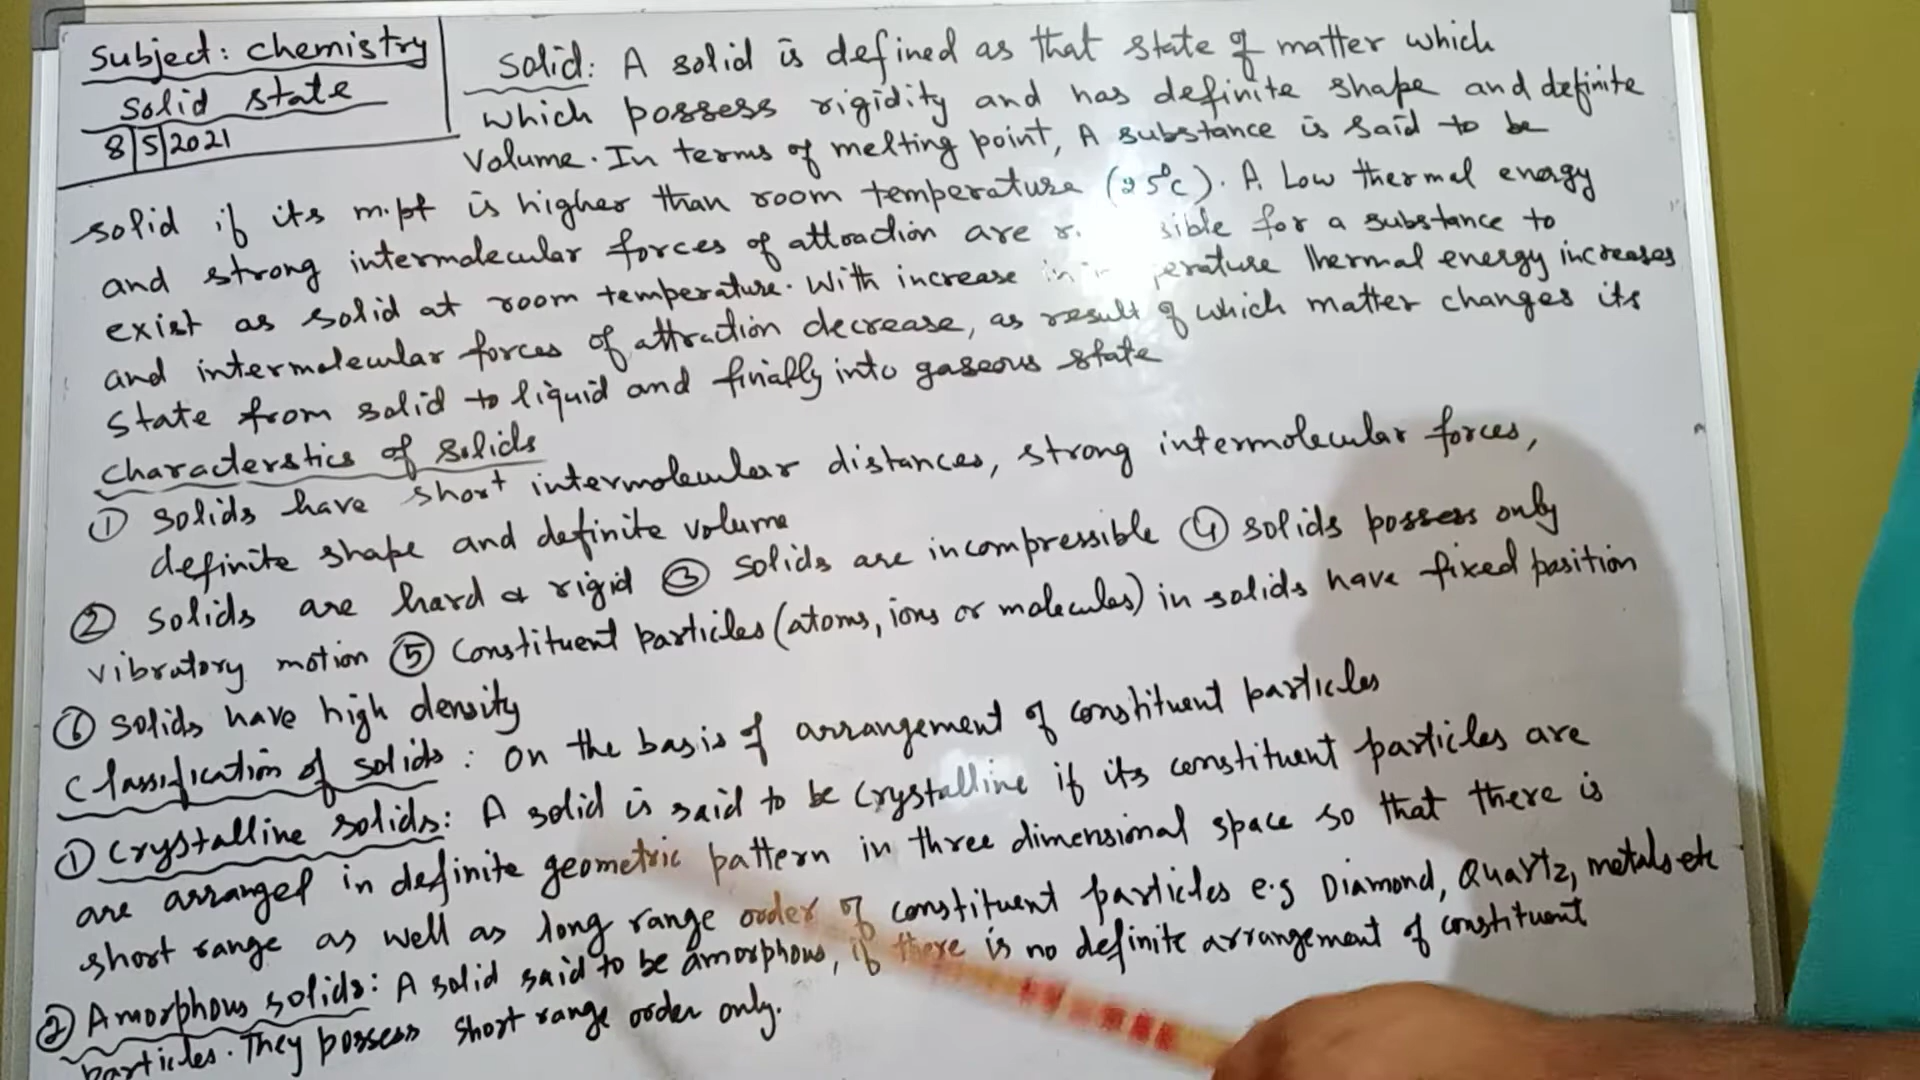 Subject: Chemistry
Solid state
8|5|2021
Solid: A solid is defined as that state of matter which
which possess rigidity and has definite shape and definite
volume. In terms of melting point, A substance is said to be
solid if its m.pt is higher than room temperature (25°C). A Low thermal energy
and strong intermolecular forces of attraction are for a substance to
exist as solid at room temperature. With increase in thermal energy increases
and intermolecular forces of attraction decrease, as result of which matter changes its
state from solid to liquid and finially into gaseous state
characterstics of solids
① Solids have short intermolecular distances, strong intermolecular forces,
definite shape and definite volume
② Solids are hard & rigid ③ Solids are incompressible ④ solids possess only
vibratory motion ⑤ Constituent particles (atoms, ions or molecules) in solids have fixed position
⑥ Solids have high density
Classification of solids: On the basis of arrangement of constituent particles
① Crystalline solids: A solid is said to be crystalline if its constituent particles are
are arranged in definite geometric pattern in three dimensional space so that there is
short range as well as long range order of constituent particles e.g Diamond, Quartz, metals etc
② Amorphous solids: A solid said to be amorphous, if there is no definite arrangement of constituent
particles. They possess short range order only.